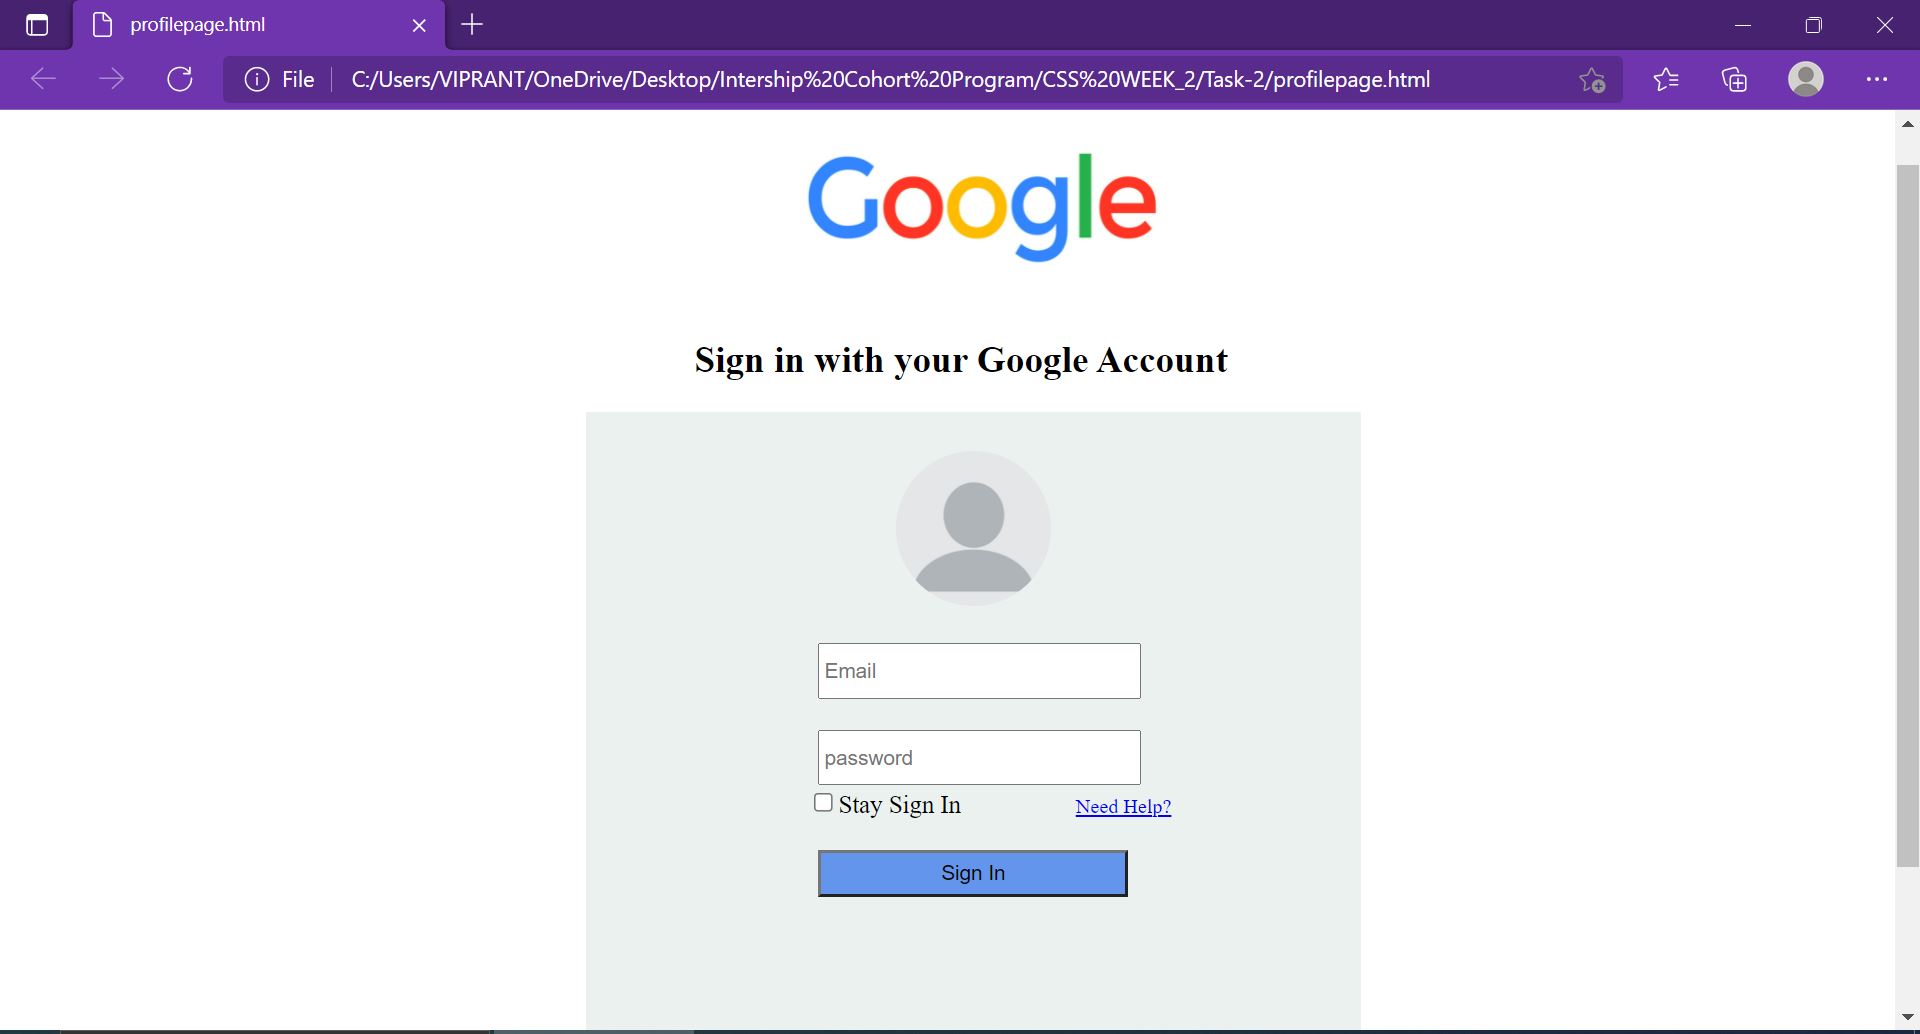 profilepage.html
File C:/Users/VIPRANT/OneDrive/Desktop/Intership%20Cohort%20Program/CSS%20WEEK_2/Task-2/profilepage.html
Google
Sign in with your Google Account
Email
password
Stay Sign In Need Help?
Sign In